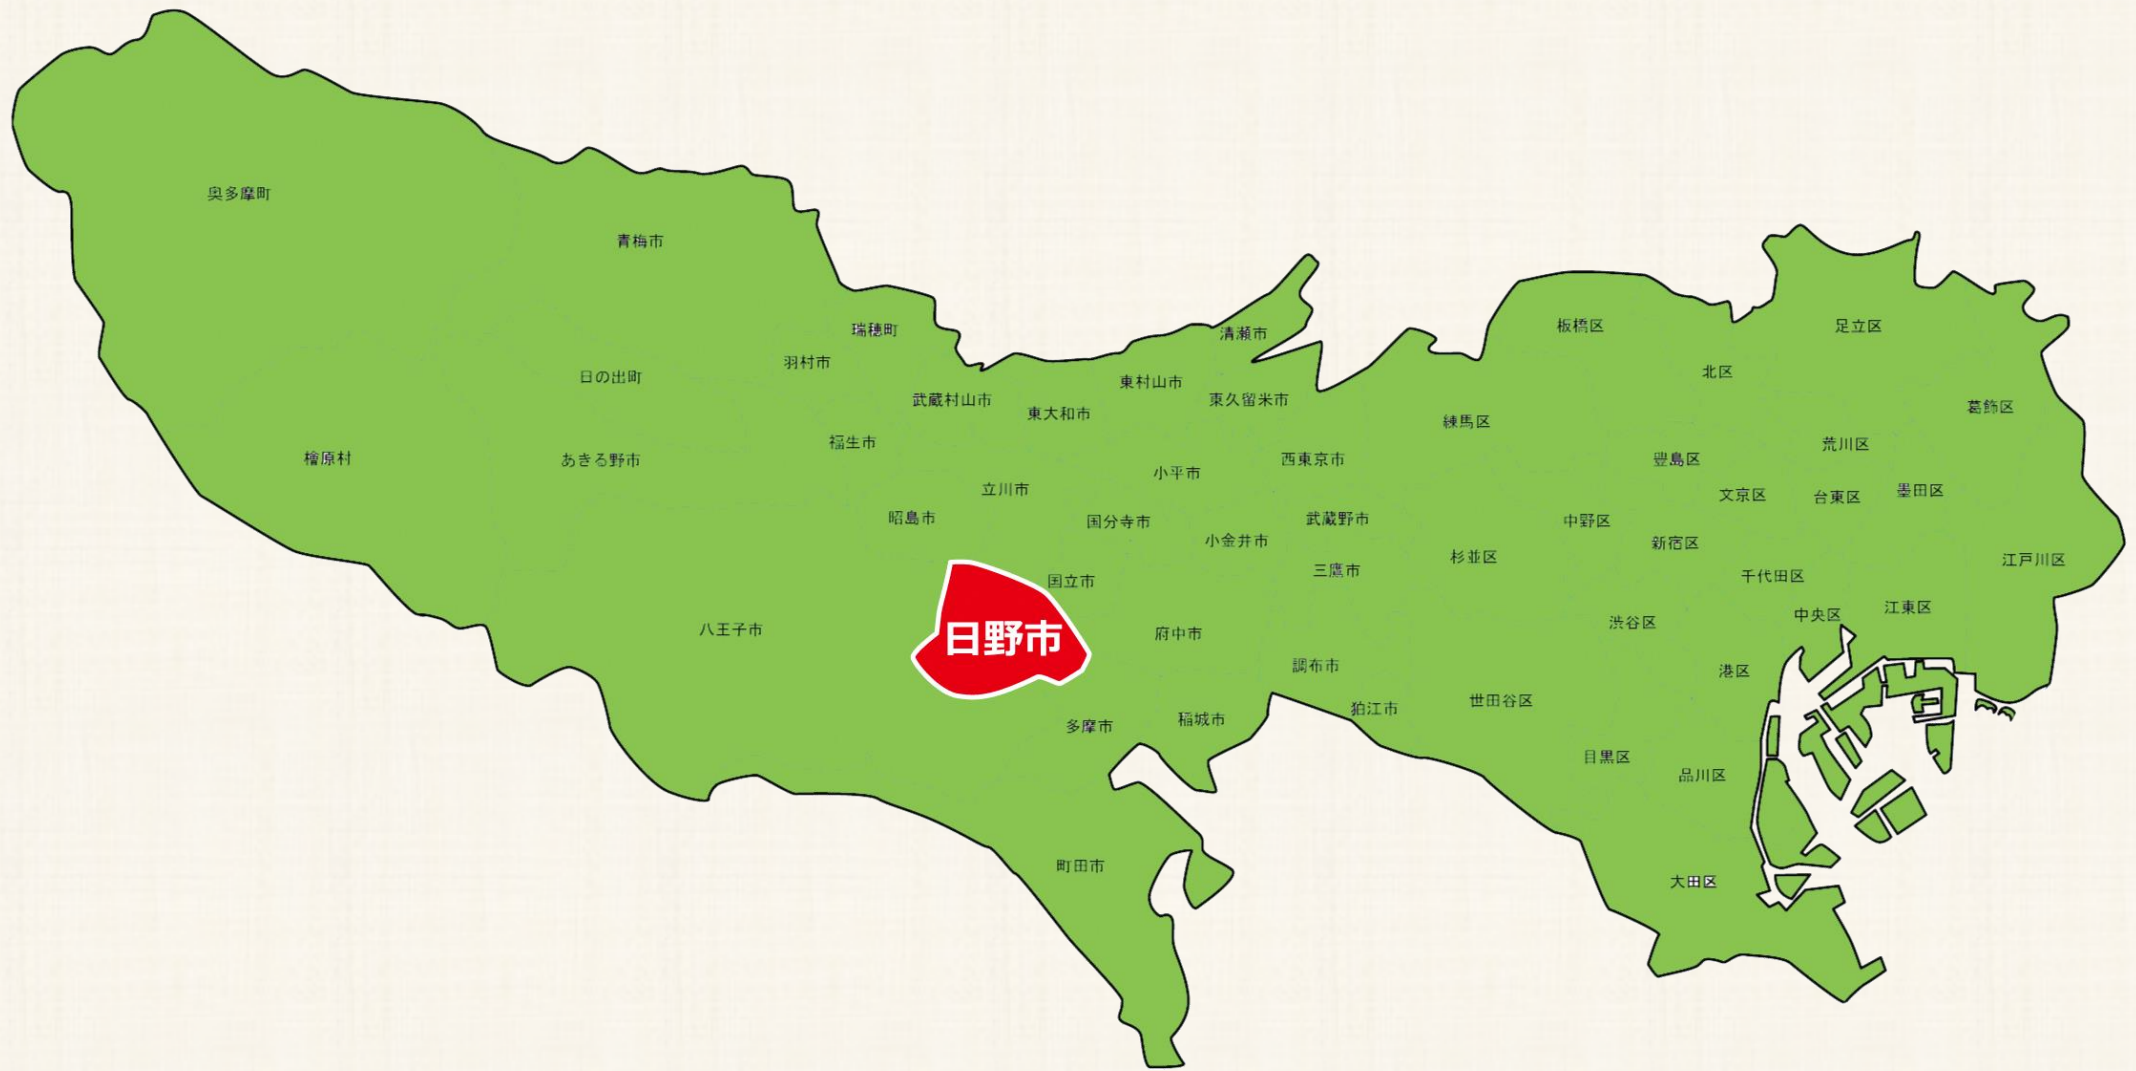 奥多摩町
青梅市
瑞穂町
清瀬市
板橋区
足立区
羽村市
北区
日の出町
東村山市
武蔵村山市
東久留米市
葛飾区
東大和市
練馬区
福生市
荒川区
檜原村
あきる野市
西東京市
豊島区
小平市
立川市
墨田区
文京区
台東区
昭島市
武蔵野市
国分寺市
中野区
小金井市
新宿区
杉並区
江戸川区
三鷹市
千代田区
国立市
江東区
中央区
渋谷区
八王子市
府中市
日野市
調布市
港区
世田谷区
狛江市
稲城市
多摩市
目黒区
品川区
町田市
大田区